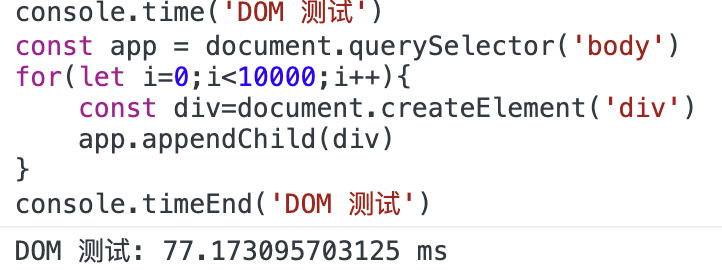 console.time('DOM 测试')
const app = document.querySelector('body')
for(let i=0;i<10000;i++){
    const div=document.createElement('div')
    app.appendChild(div)
}
console.timeEnd('DOM 测试')
DOM 测试: 77.173095703125 ms